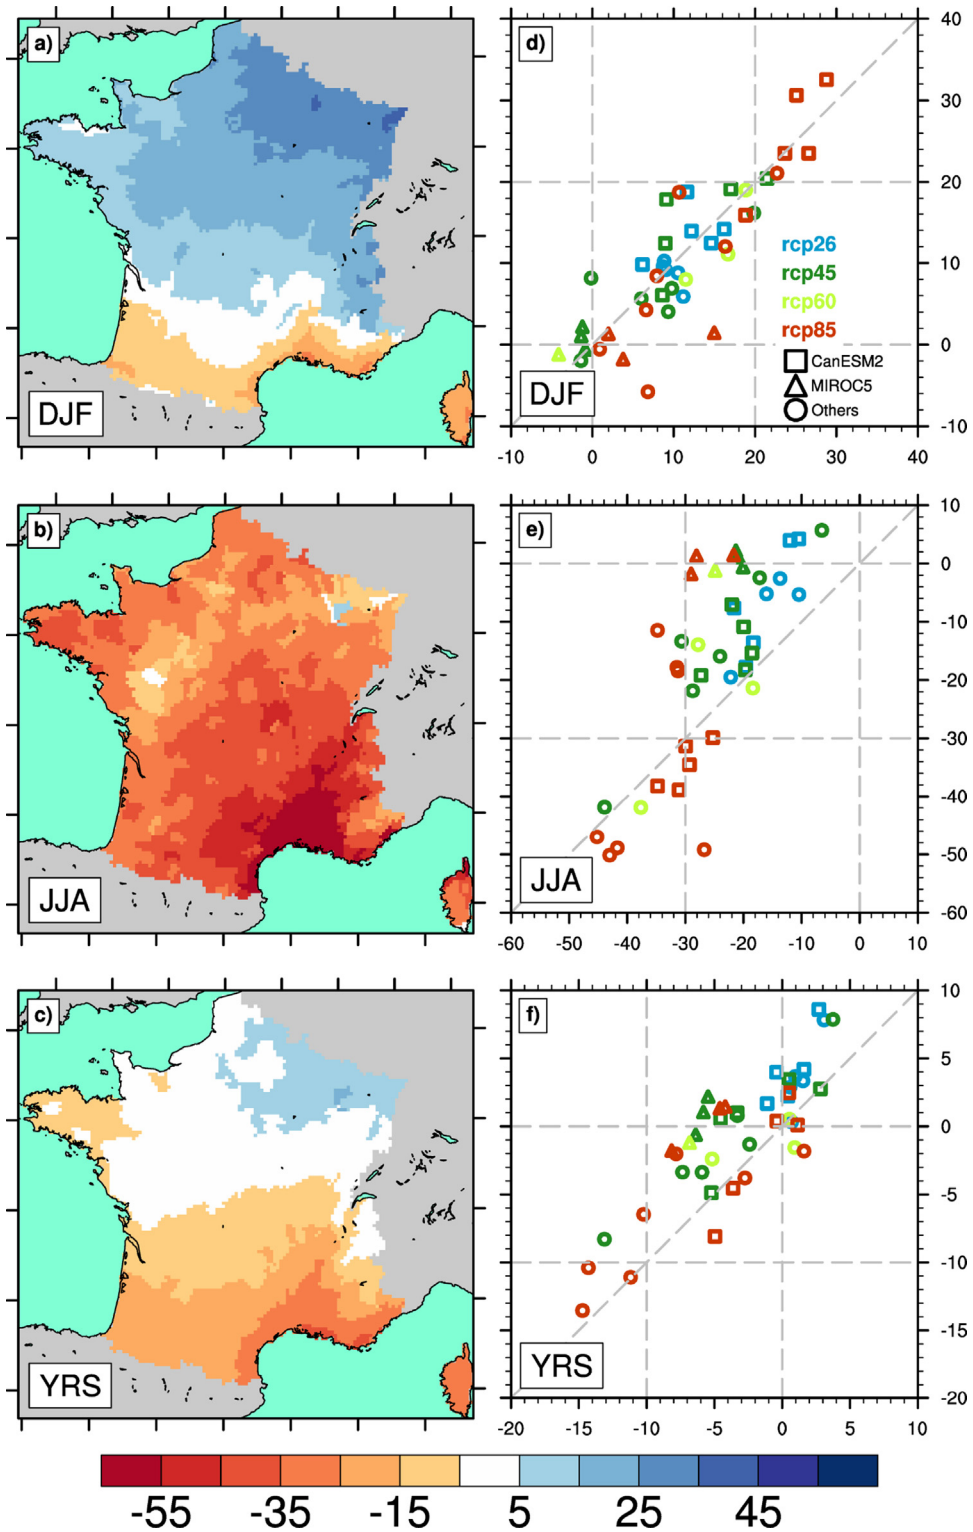 a)
DJF
d)
40
30
20
10
0
-10
rcp26
rcp45
rcp60
rcp85
CanESM2
MIROC5
Others
DJF
-10 0 10 20 30 40
b)
JJA
e)
10
0
-10
-20
-30
-40
-50
-60
JJA
-60 -50 -40 -30 -20 -10 0 10
c)
YRS
f)
10
5
0
-5
-10
-15
-20
YRS
-20 -15 -10 -5 0 5 10
-55 -35 -15 5 25 45